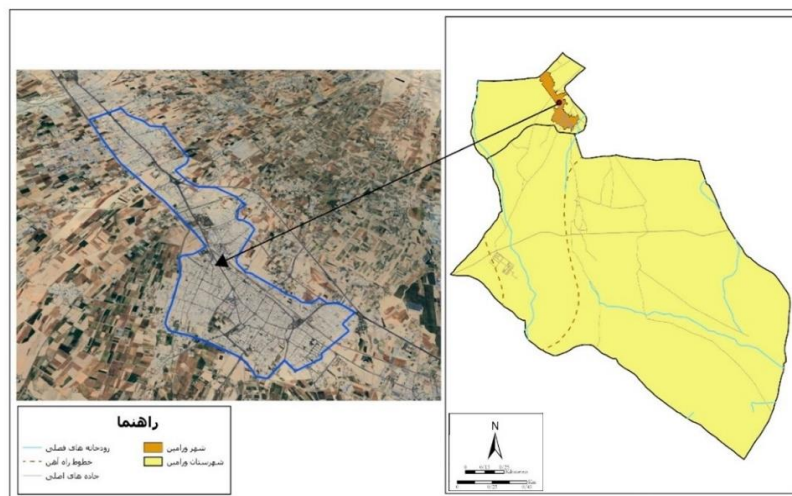 راهنما
رودخانه های فصلی
خطوط راه آهن
جاده های اصلی
شهر ورامین
شهرستان ورامین
N